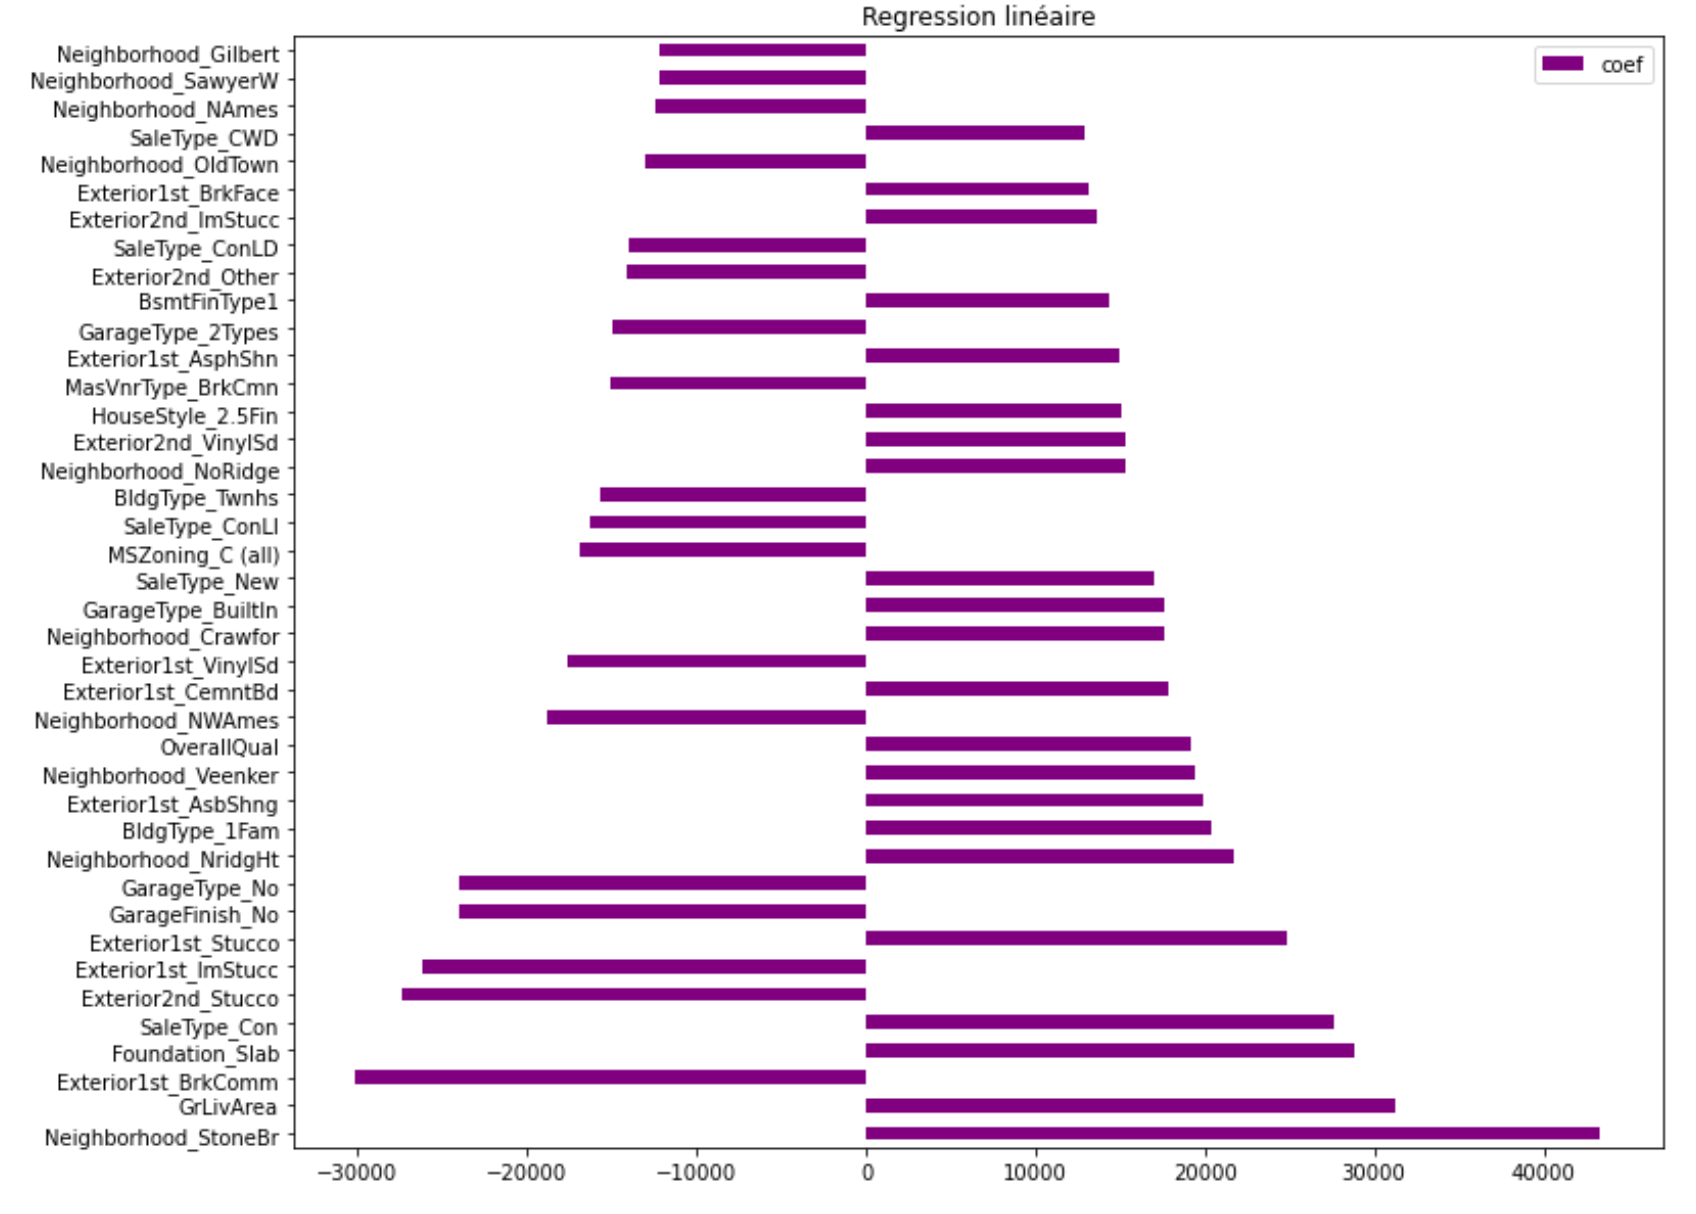 Regression linéaire
coef
Neighborhood_Gilbert
Neighborhood_SawyerW
Neighborhood_NAmes
SaleType_CWD
Neighborhood_OldTown
Exterior1st_BrkFace
Exterior2nd_ImStucc
SaleType_ConLD
Exterior2nd_Other
BsmtFinType1
GarageType_2Types
Exterior1st_AsphShn
MasVnrType_BrkCmn
HouseStyle_2.5Fin
Exterior2nd_VinylSd
Neighborhood_NoRidge
BldgType_Twnhs
SaleType_ConLI
MSZoning_C (all)
SaleType_New
GarageType_BuiltIn
Neighborhood_Crawfor
Exterior1st_VinylSd
Exterior1st_CemntBd
Neighborhood_NWAmes
OverallQual
Neighborhood_Veenker
Exterior1st_AsbShng
BldgType_1Fam
Neighborhood_NridgHt
GarageType_No
GarageFinish_No
Exterior1st_Stucco
Exterior1st_ImStucc
Exterior2nd_Stucco
SaleType_Con
Foundation_Slab
Exterior1st_BrkComm
GrLivArea
Neighborhood_StoneBr
−30000 −20000 −10000 0 10000 20000 30000 40000